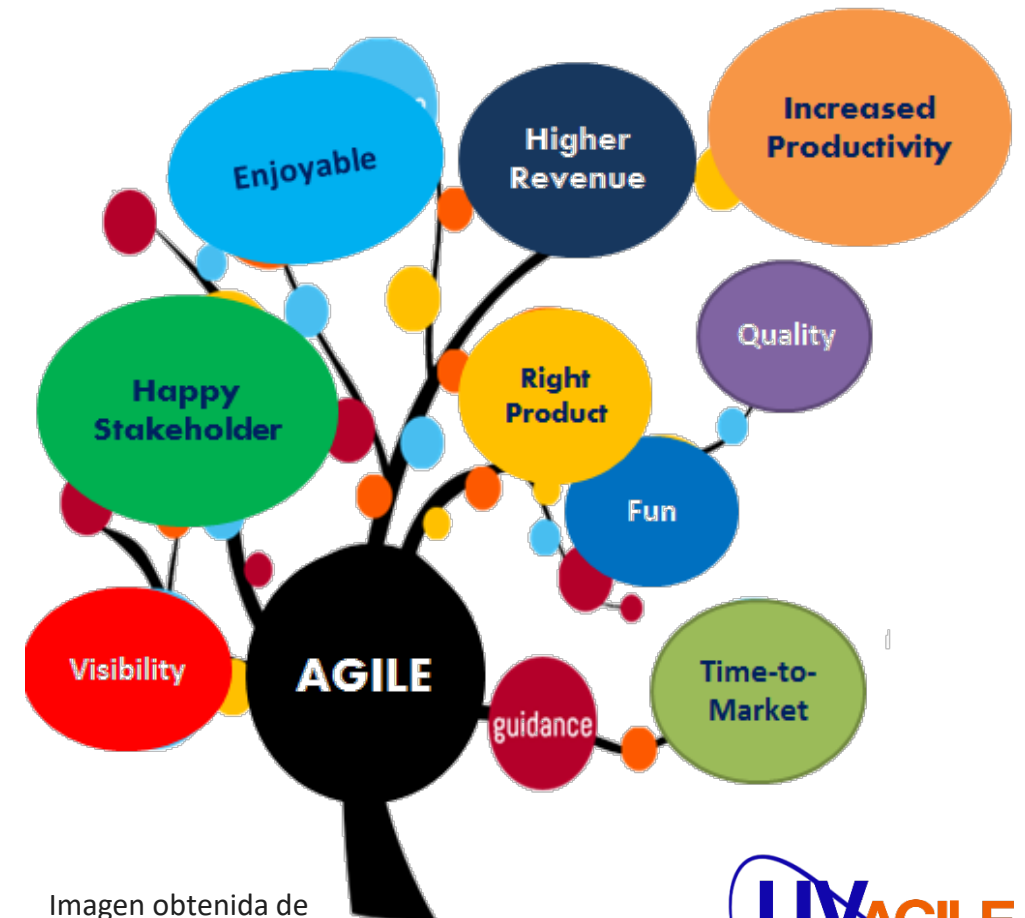 Increased
Productivity
Higher
Revenue
Enjoyable
Quality
Right
Product
Happy
Stakeholder
Fun
Visibility
AGILE
Time-to-
Market
guidance
Imagen obtenida de
UVAGILE